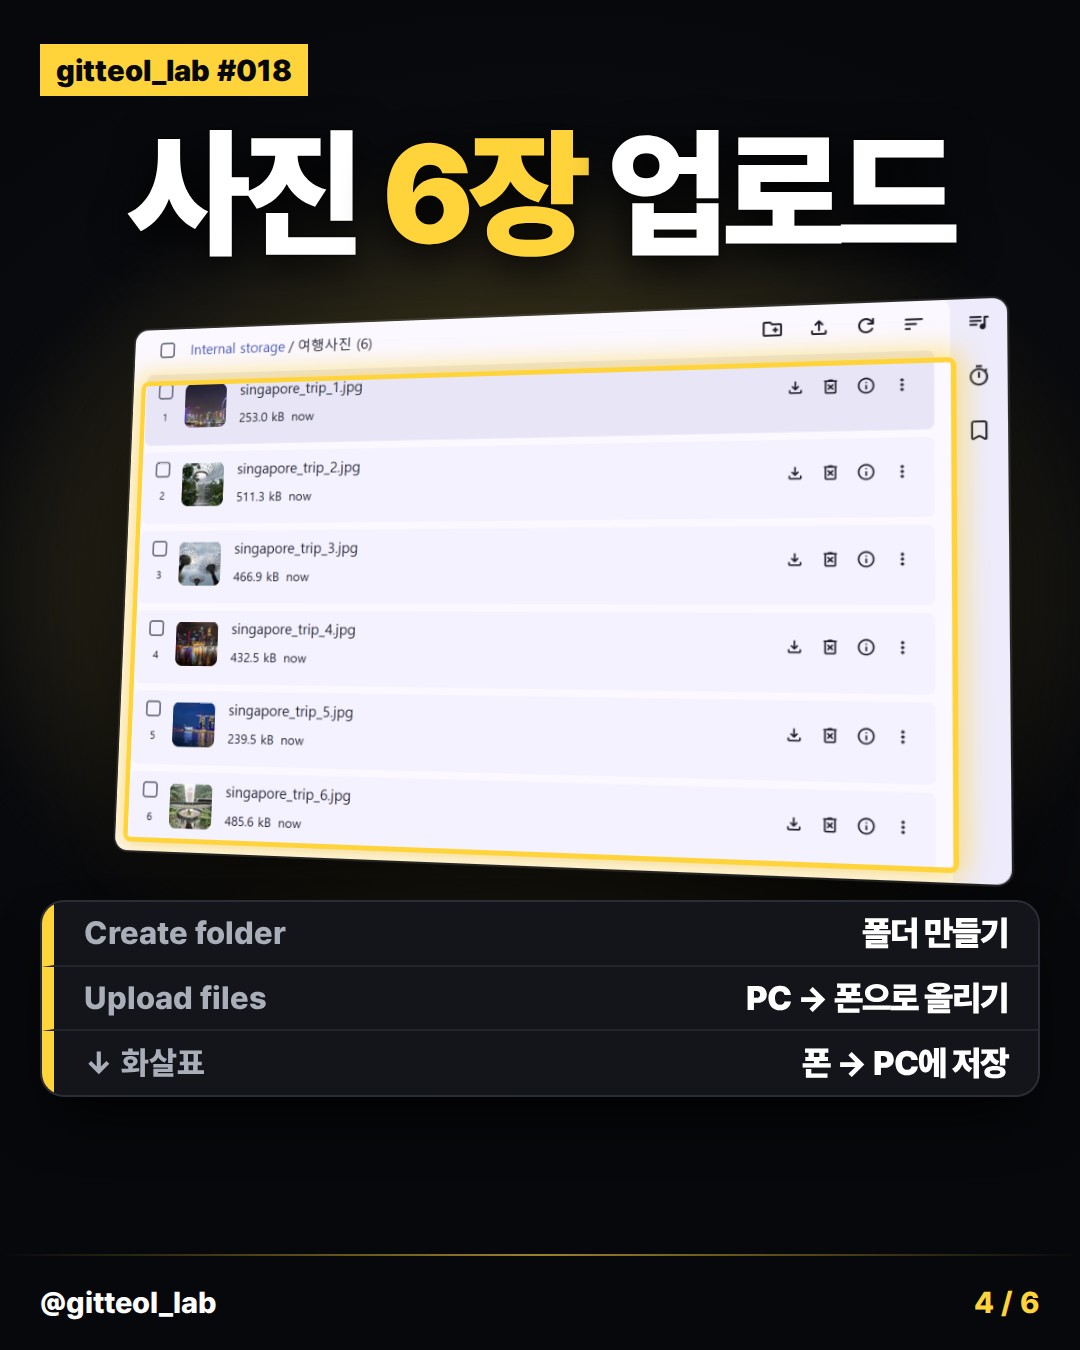 gitteol_lab #018
사진 6장 업로드
Internal storage / 여행사진 (6)
singapore_trip_1.jpg
1
253.0 kB now
singapore_trip_2.jpg
2
511.3 kB now
singapore_trip_3.jpg
3
466.9 kB now
singapore_trip_4.jpg
4
432.5 kB now
singapore_trip_5.jpg
5
239.5 kB now
singapore_trip_6.jpg
6
485.6 kB now
Create folder 폴더 만들기
Upload files PC → 폰으로 올리기
↓ 화살표 폰 → PC에 저장
@gitteol_lab 4 / 6